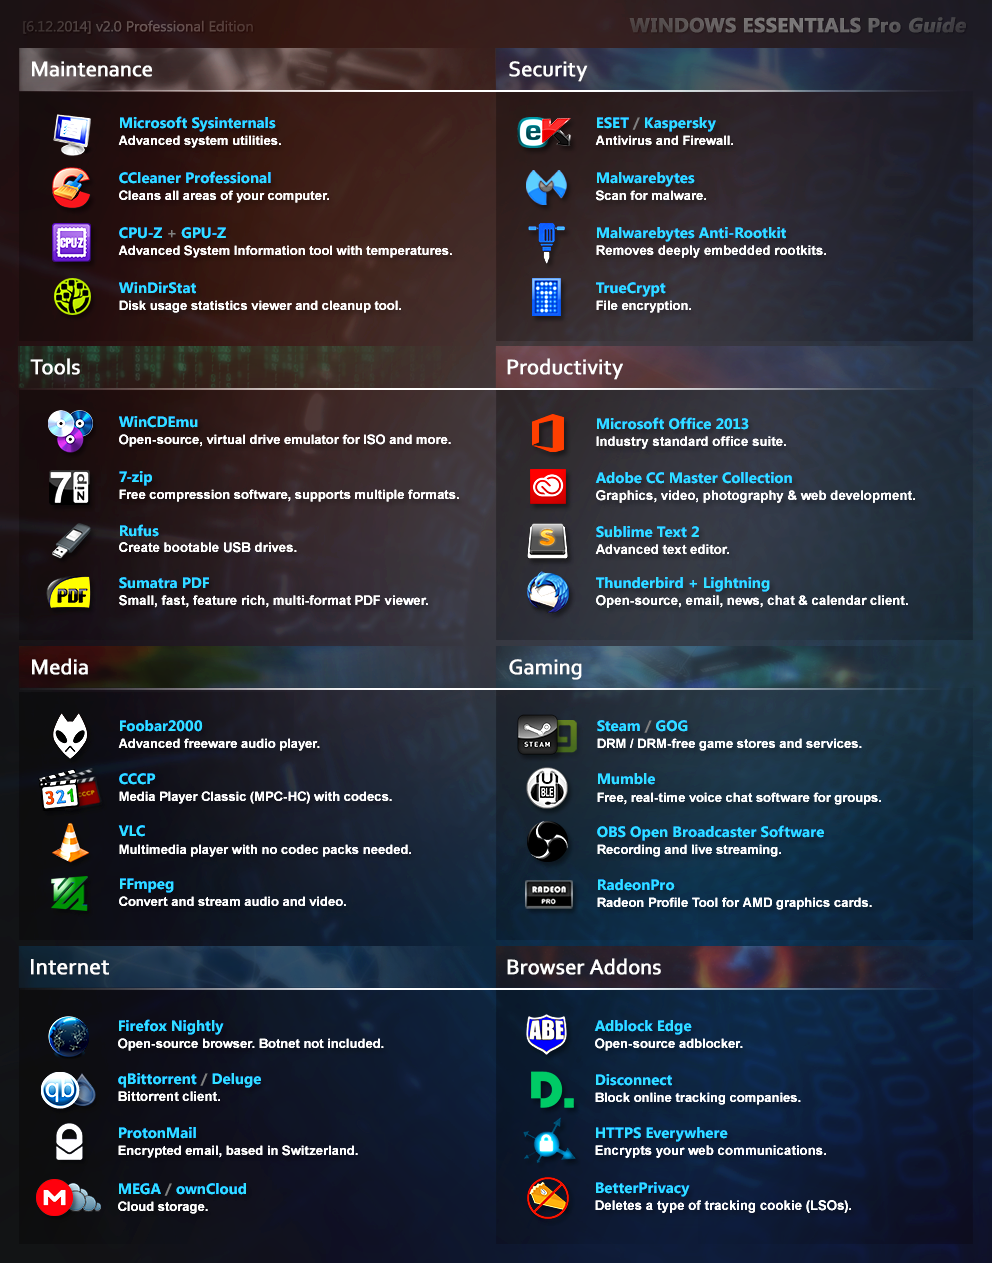 [6.12.2014] v2.0 Professional Edition
WINDOWS ESSENTIALS Pro Guide
Maintenance
Microsoft Sysinternals
Advanced system utilities.
CCleaner Professional
Cleans all areas of your computer.
CPU-Z
CPU-Z + GPU-Z
Advanced System Information tool with temperatures.
WinDirStat
Disk usage statistics viewer and cleanup tool.
Security
e
ESET / Kaspersky
Antivirus and Firewall.
Malwarebytes
Scan for malware.
Malwarebytes Anti-Rootkit
Removes deeply embedded rootkits.
TrueCrypt
File encryption.
Tools
WinCDEmu
Open-source, virtual drive emulator for ISO and more.
7zip
7-zip
Free compression software, supports multiple formats.
Rufus
Create bootable USB drives.
PDF
Sumatra PDF
Small, fast, feature rich, multi-format PDF viewer.
Productivity
Microsoft Office 2013
Industry standard office suite.
Adobe CC Master Collection
Graphics, video, photography & web development.
S
Sublime Text 2
Advanced text editor.
Thunderbird + Lightning
Open-source, email, news, chat & calendar client.
Media
Foobar2000
Advanced freeware audio player.
321 CCCP
CCCP
Media Player Classic (MPC-HC) with codecs.
VLC
Multimedia player with no codec packs needed.
FFmpeg
Convert and stream audio and video.
Gaming
STEAM
Steam / GOG
DRM / DRM-free game stores and services.
BLE
Mumble
Free, real-time voice chat software for groups.
OBS Open Broadcaster Software
Recording and live streaming.
RADEON
PRO
RadeonPro
Radeon Profile Tool for AMD graphics cards.
Internet
Firefox Nightly
Open-source browser. Botnet not included.
qb
qBittorrent / Deluge
Bittorrent client.
ProtonMail
Encrypted email, based in Switzerland.
M
MEGA / ownCloud
Cloud storage.
Browser Addons
ABE
Adblock Edge
Open-source adblocker.
D.
Disconnect
Block online tracking companies.
HTTPS Everywhere
Encrypts your web communications.
BetterPrivacy
Deletes a type of tracking cookie (LSOs).